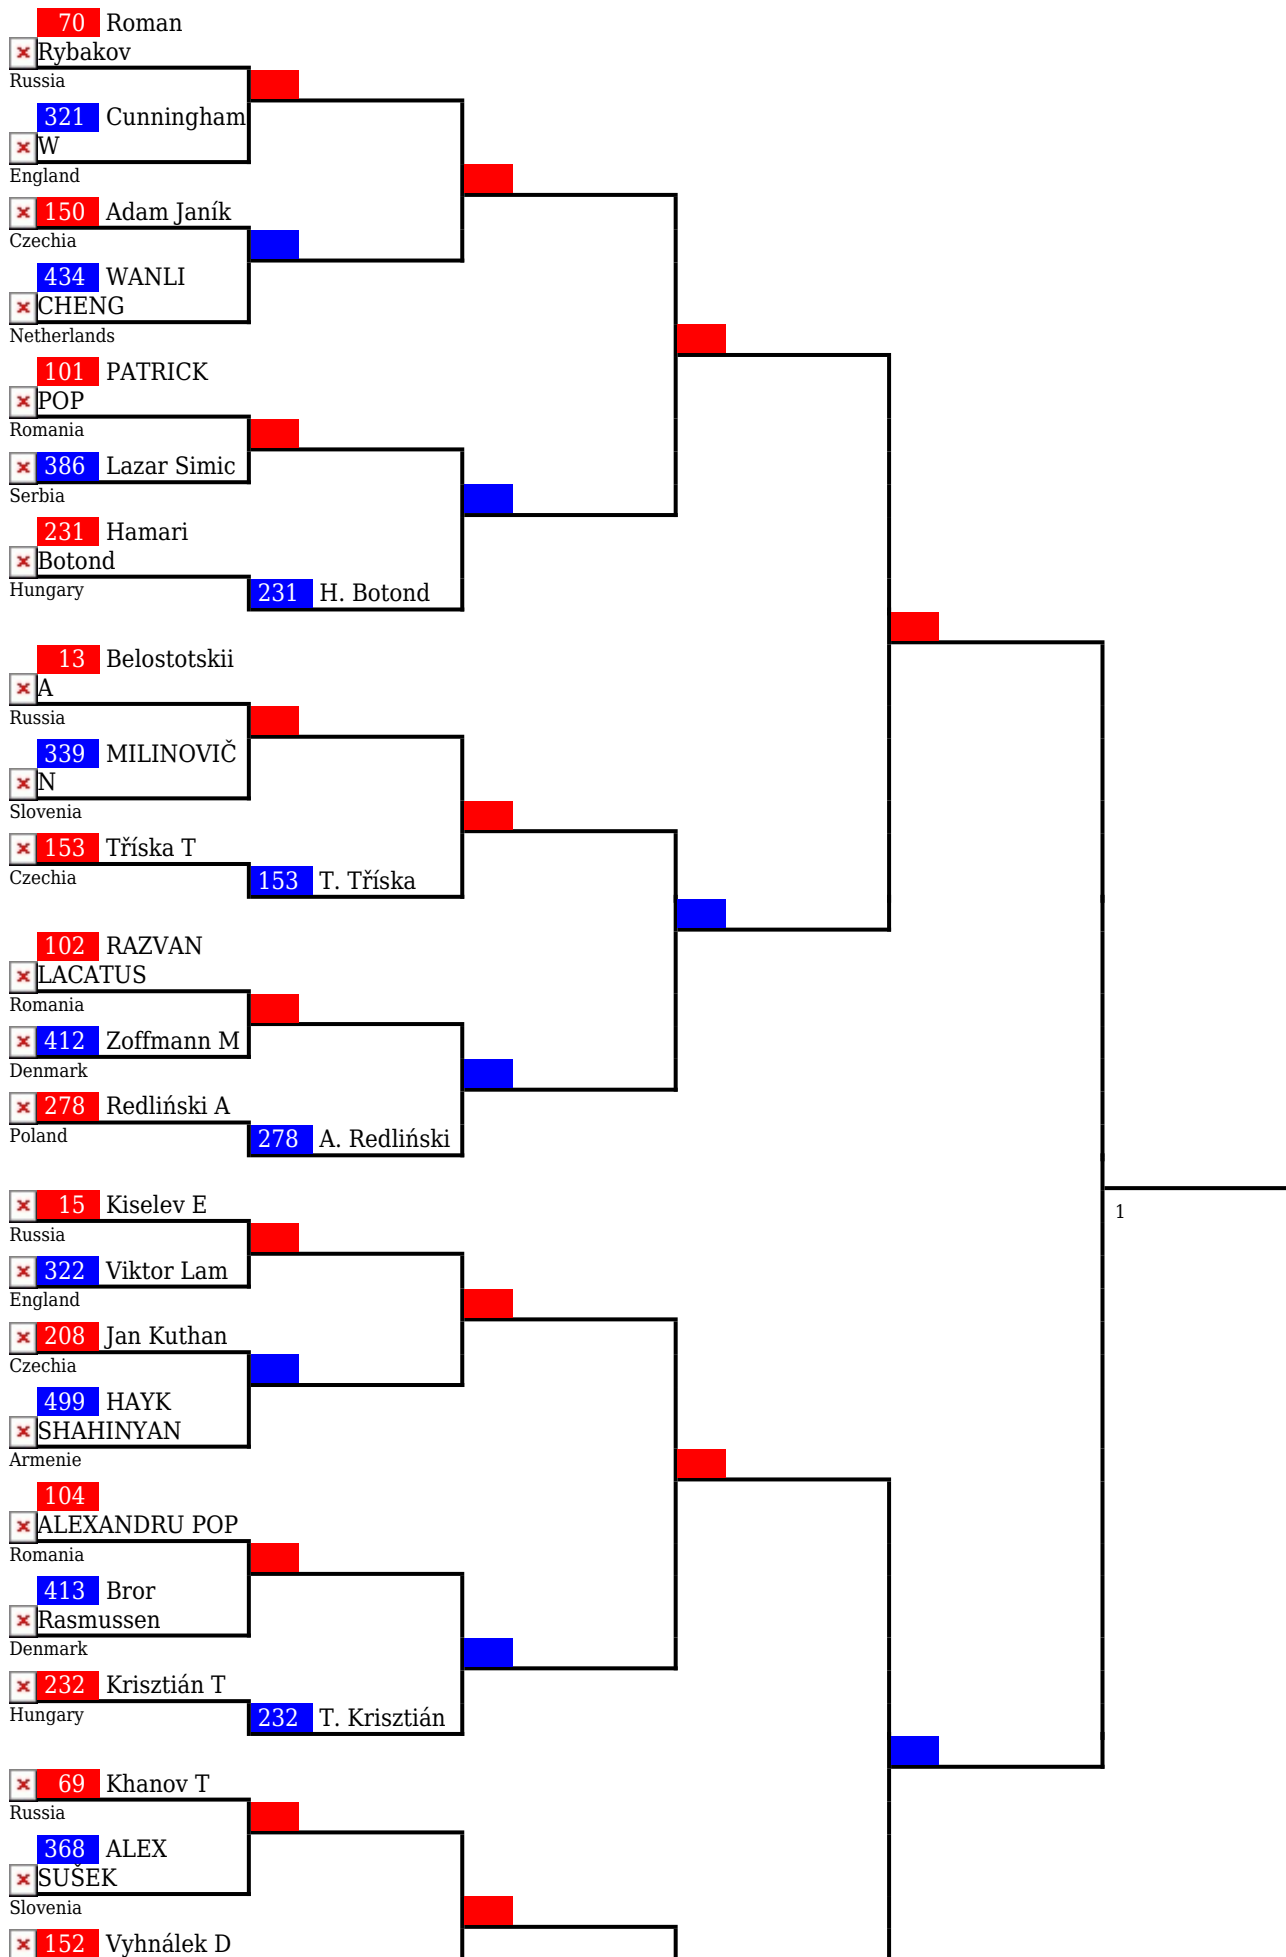 70 Roman
Rybakov
Russia
321 Cunningham
W
England
150 Adam Janík
Czechia
434 WANLI
CHENG
Netherlands
101 PATRICK
POP
Romania
386 Lazar Simic
Serbia
231 Hamari
Botond
Hungary
231 H. Botond
13 Belostotskii
A
Russia
339 MILINOVIČ
N
Slovenia
153 Tříska T
Czechia
153 T. Tříska
102 RAZVAN
LACATUS
Romania
412 Zoffmann M
Denmark
278 Redliński A
Poland
278 A. Redliński
15 Kiselev E
Russia
1
322 Viktor Lam
England
208 Jan Kuthan
Czechia
499 HAYK
SHAHINYAN
Armenie
104
ALEXANDRU POP
Romania
413 Bror
Rasmussen
Denmark
232 Krisztián T
Hungary
232 T. Krisztián
69 Khanov T
Russia
368 ALEX
SUŠEK
Slovenia
152 Vyhnálek D